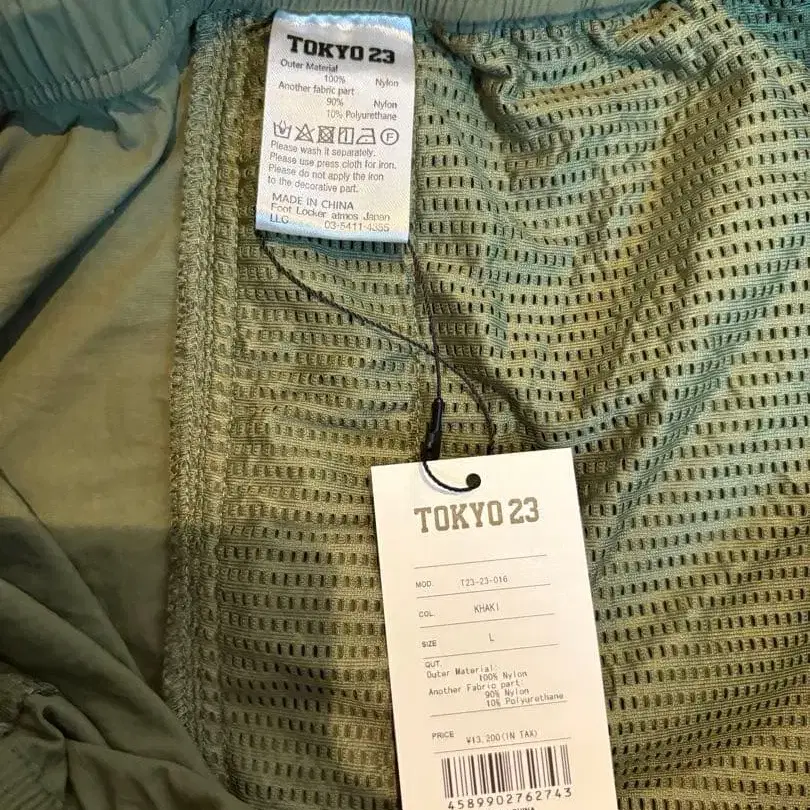 TOKYO 23
Outer Material
100% Nylon
Another fabric part
90% Nylon
10% Polyurethane
Please wash it separately.
Please use press cloth for iron.
Please do not apply the iron
to the decorative part.
MADE IN CHINA
Foot Locker atmos Japan
LLC 03-5411-4355
TOKYO 23
MOD. T23-23-016
COL. KHAKI
SIZE L
QUT.
Outer Material:
100% Nylon
Another Fabric part:
90% Nylon
10% Polyurethane
PRICE ¥13,200(IN TAX)
4589902762743